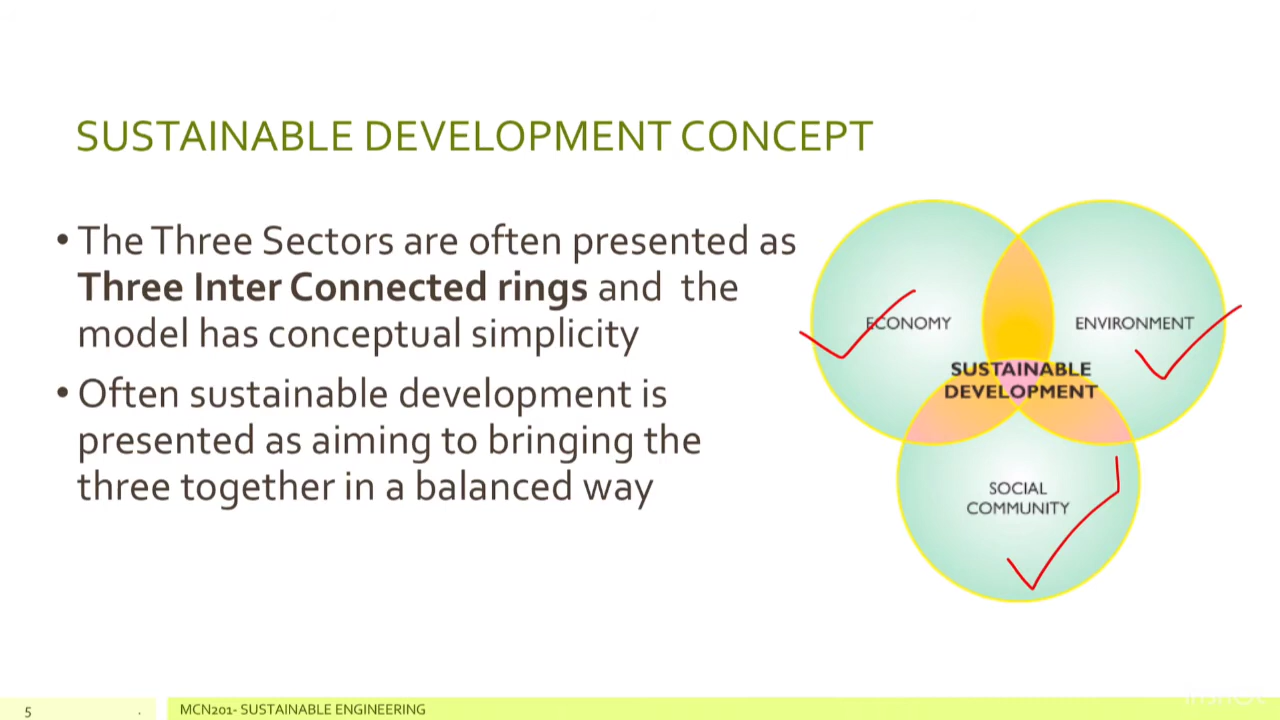 SUSTAINABLE DEVELOPMENT CONCEPT
• The Three Sectors are often presented as
Three Inter Connected rings and the
model has conceptual simplicity
• Often sustainable development is
presented as aiming to bringing the
three together in a balanced way
ECONOMY
ENVIRONMENT
SUSTAINABLE
DEVELOPMENT
SOCIAL
COMMUNITY
5
.
MCN201- SUSTAINABLE ENGINEERING